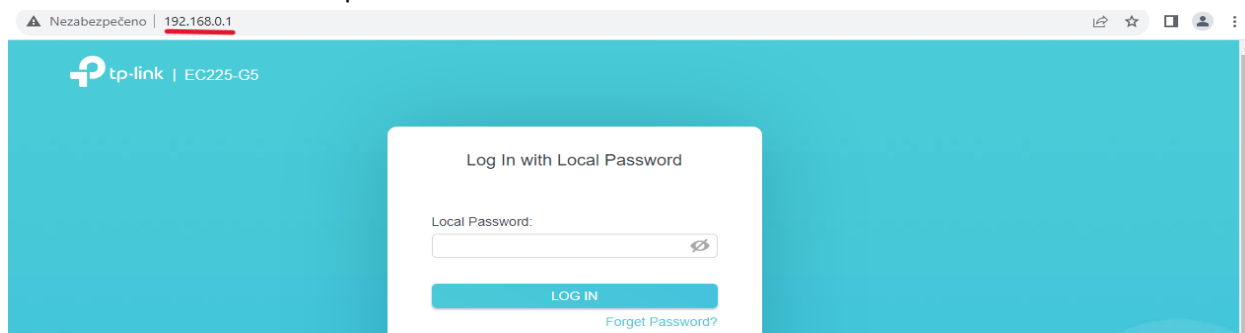 Nezabezpečeno | 192.168.0.1
tp-link | EC225-G5
Log In with Local Password
Local Password:
LOG IN
Forget Password?